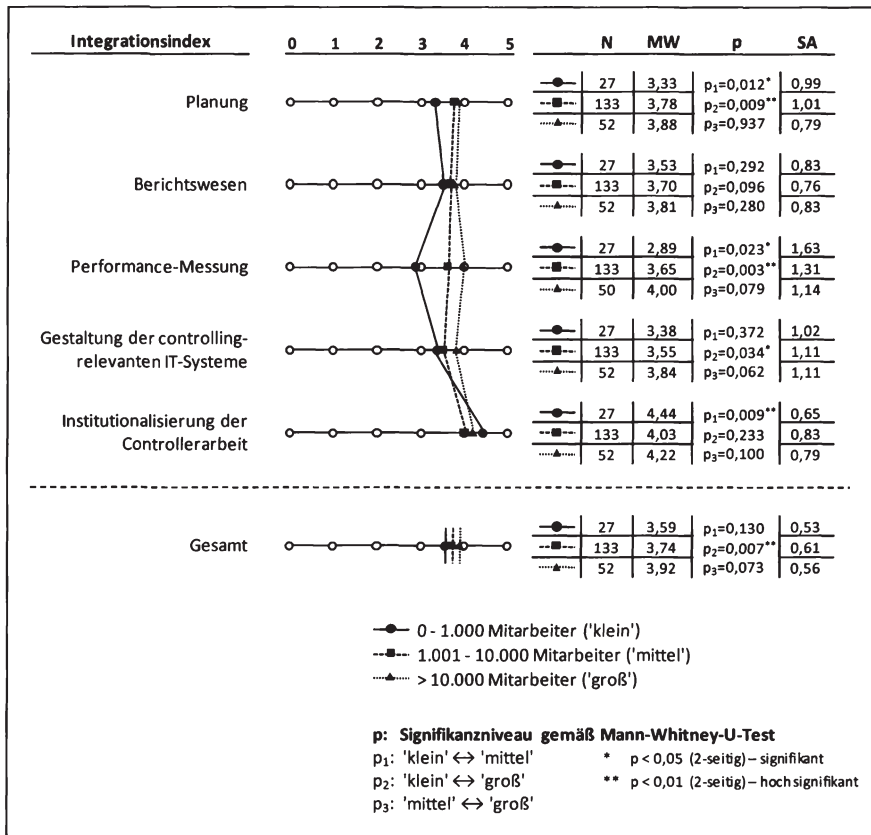 Integrationsindex 0 1 2 3 4 5 N MW p SA
27 3,33 p₁=0,012* 0,99
Planung 133 3,78 p₂=0,009** 1,01
52 3,88 p₃=0,937 0,79
27 3,53 p₁=0,292 0,83
Berichtswesen 133 3,70 p₂=0,096 0,76
52 3,81 p₃=0,280 0,83
27 2,89 p₁=0,023* 1,63
Performance-Messung 133 3,65 p₂=0,003** 1,31
50 4,00 p₃=0,079 1,14
Gestaltung der controlling- 27 3,38 p₁=0,372 1,02
relevanten IT-Systeme 133 3,55 p₂=0,034* 1,11
52 3,84 p₃=0,062 1,11
Institutionalisierung der 27 4,44 p₁=0,009** 0,65
Controllerarbeit 133 4,03 p₂=0,233 0,83
52 4,22 p₃=0,100 0,79
27 3,59 p₁=0,130 0,53
Gesamt 133 3,74 p₂=0,007** 0,61
52 3,92 p₃=0,073 0,56
0 - 1.000 Mitarbeiter ('klein')
1.001 - 10.000 Mitarbeiter ('mittel')
> 10.000 Mitarbeiter ('groß')
p: Signifikanzniveau gemäß Mann-Whitney-U-Test
p₁: 'klein' ↔ 'mittel' * p < 0,05 (2-seitig) – signifikant
p₂: 'klein' ↔ 'groß' ** p < 0,01 (2-seitig) – hoch signifikant
p₃: 'mittel' ↔ 'groß'